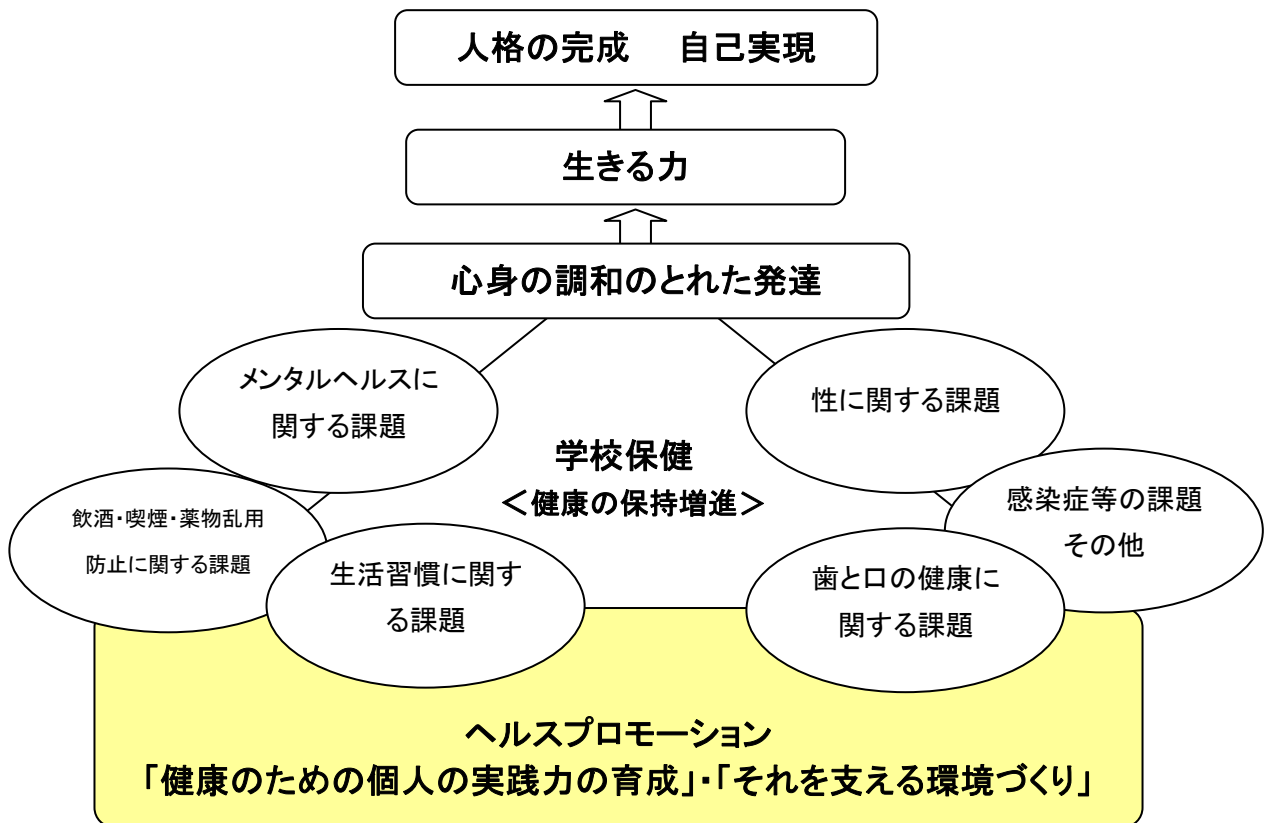 人格の完成 自己実現
生きる力
心身の調和のとれた発達
メンタルヘルスに
関する課題
性に関する課題
学校保健
＜健康の保持増進＞
飲酒・喫煙・薬物乱用
防止に関する課題
感染症等の課題
その他
生活習慣に関す
る課題
歯と口の健康に
関する課題
ヘルスプロモーション
「健康のための個人の実践力の育成」・「それを支える環境づくり」